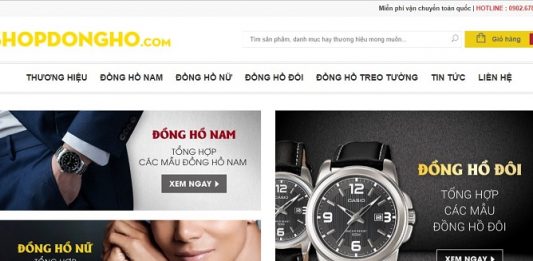 Miễn phí vận chuyển toàn quốc | HOTLINE : 0902.678
SHOPDONGHO.COM
Tìm sản phẩm, danh mục hay thương hiệu mong muốn...
Giỏ hàng
THƯƠNG HIỆU ĐỒNG HỒ NAM ĐỒNG HỒ NỮ ĐỒNG HỒ ĐÔI ĐỒNG HỒ TREO TƯỜNG TIN TỨC LIÊN HỆ
ĐỒNG HỒ NAM
TỔNG HỢP
CÁC MẪU ĐỒNG HỒ NAM
XEM NGAY
ĐỒNG HỒ ĐÔI
TỔNG HỢP
CÁC MẪU
ĐỒNG HỒ ĐÔI
XEM NGAY
CASIO
ĐỒNG HỒ NỮ
TỔNG HỢP